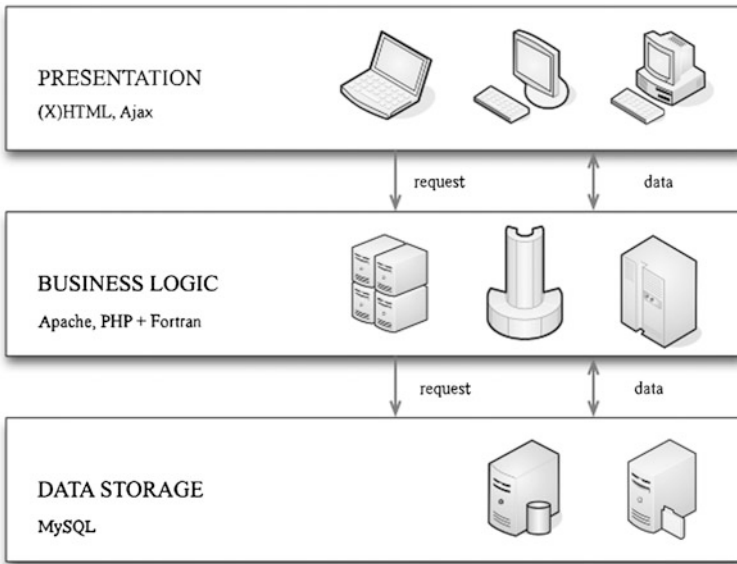 PRESENTATION
(X)HTML, Ajax
request
data
BUSINESS LOGIC
Apache, PHP + Fortran
request
data
DATA STORAGE
MySQL